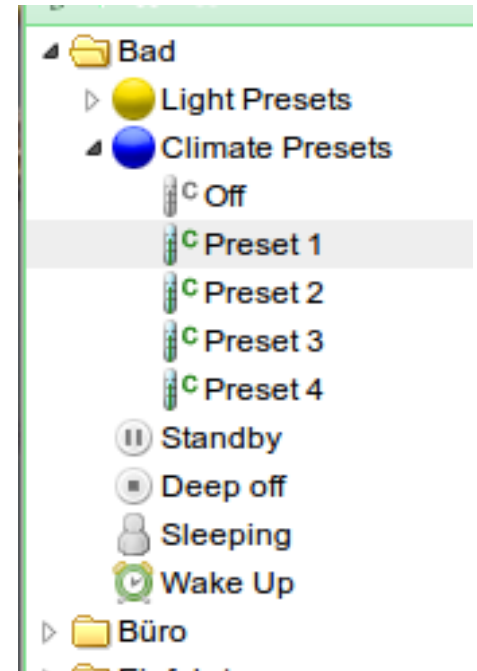 Bad
Light Presets
Climate Presets
C Off
C Preset 1
C Preset 2
C Preset 3
C Preset 4
Standby
Deep off
Sleeping
Wake Up
Büro